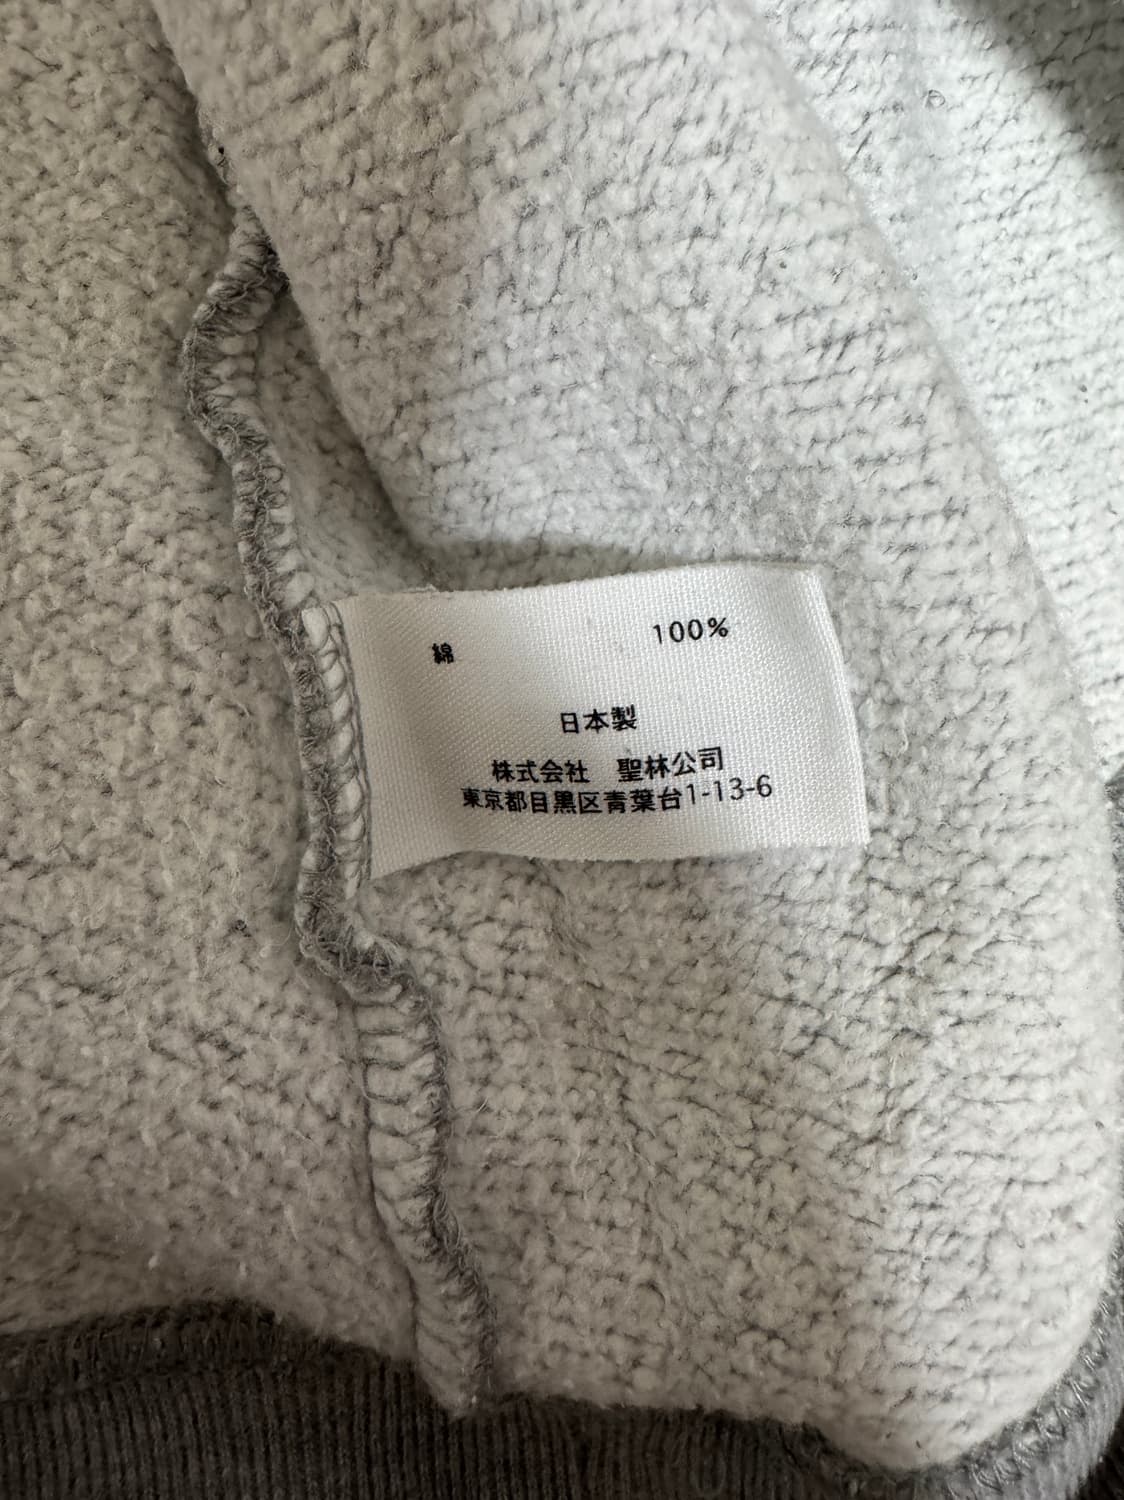 綿 100%
日本製
株式会社 聖林公司
東京都目黒区青葉台1-13-6